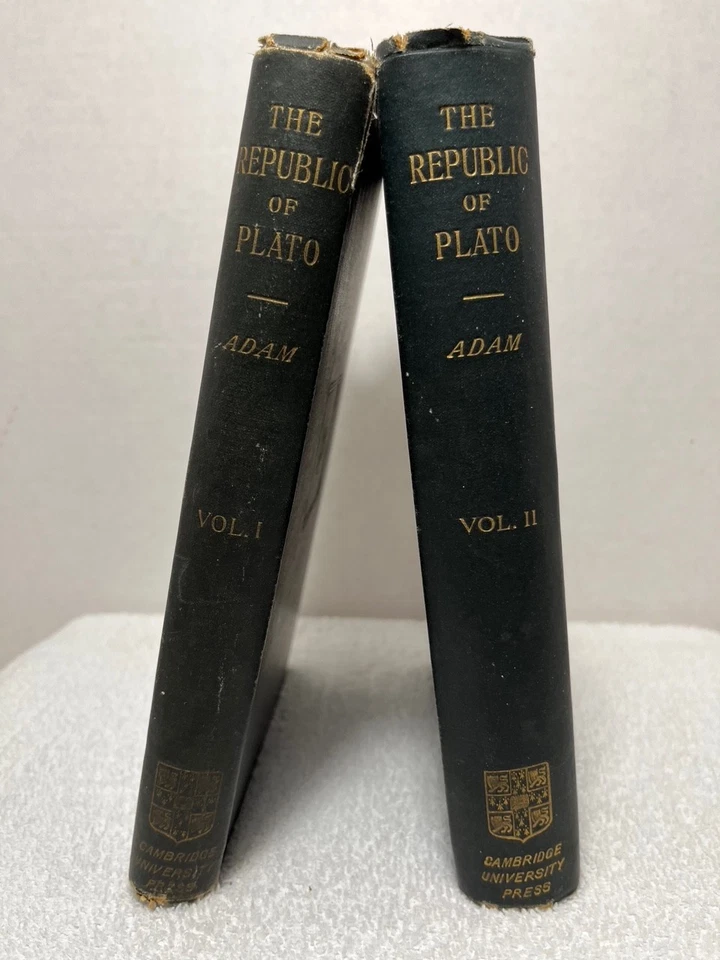 THE
REPUBLIC
OF
PLATO
ADAM
VOL. I
CAMBRIDGE
UNIVERSITY
PRESS
THE
REPUBLIC
OF
PLATO
ADAM
VOL. II
CAMBRIDGE
UNIVERSITY
PRESS